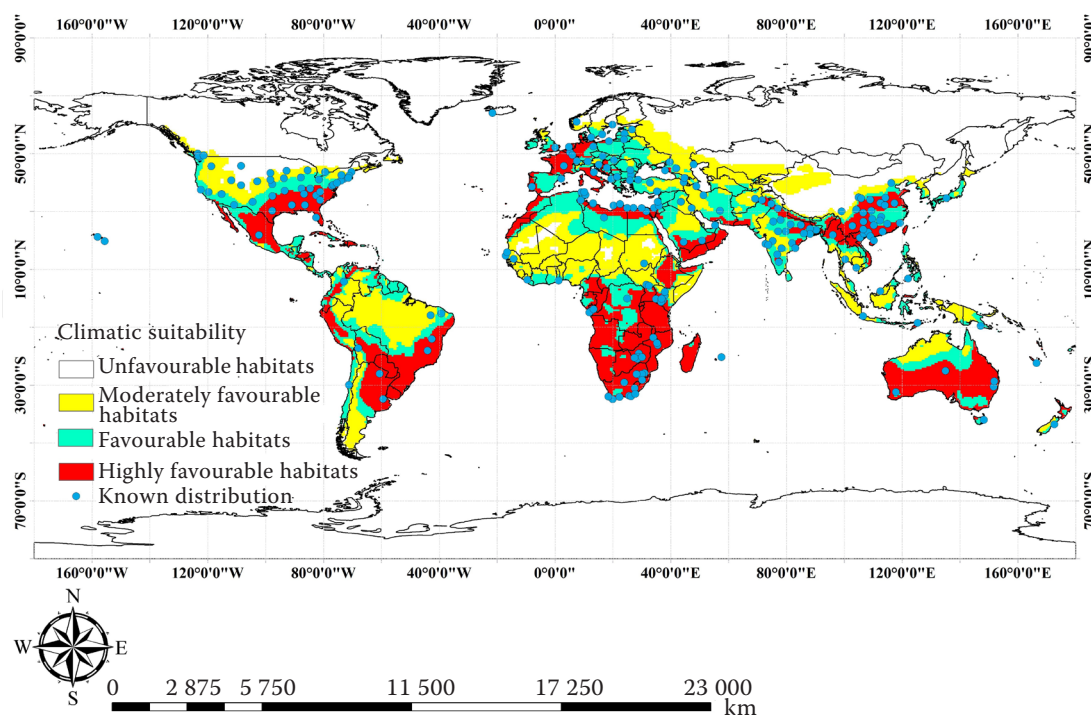 160°0'0"W 120°0'0"W 80°0'0"W 40°0'0"W 0°0'0"E 40°0'0"E 80°0'0"E 120°0'0"E 160°0'0"E
90°0'0"
50°0'0"N
10°0'0"N
30°0'0"S
70°0'0"S
Climatic suitability
Unfavourable habitats
Moderately favourable
habitats
Favourable habitats
Highly favourable habitats
Known distribution
160°0'0"W 120°0'0"W 80°0'0"W 40°0'0"W 0°0'0"E 40°0'0"E 80°0'0"E 120°0'0"E 160°0'0"E
N
W E
S
0 2 875 5 750 11 500 17 250 23 000
km